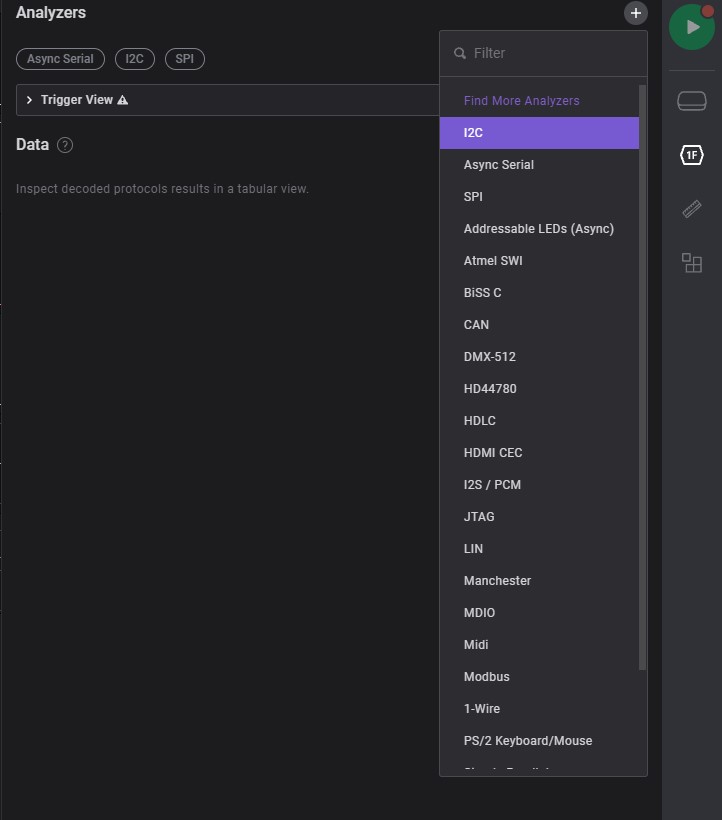 Analyzers
Async Serial
I2C
SPI
Trigger View
Data ?
Inspect decoded protocols results in a tabular view.
Filter
Find More Analyzers
I2C
Async Serial
SPI
Addressable LEDs (Async)
Atmel SWI
BiSS C
CAN
DMX-512
HD44780
HDLC
HDMI CEC
I2S / PCM
JTAG
LIN
Manchester
MDIO
Midi
Modbus
1-Wire
PS/2 Keyboard/Mouse
1F